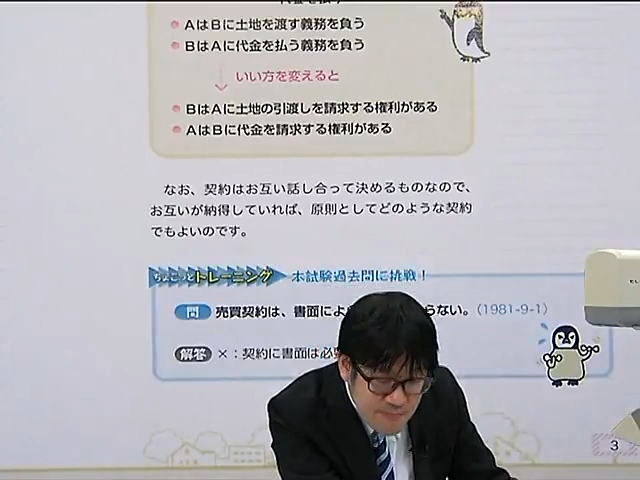 AはBに土地を渡す義務を負う
BはAに代金を払う義務を負う
いい方を変えると
BはAに土地の引渡しを請求する権利がある
AはBに代金を請求する権利がある
なお、契約はお互い話し合って決めるものなので、
お互いが納得していれば、原則としてどのような契約
でもよいのです。
ちょこっとトレーニング 本試験過去問に挑戦！
問 売買契約は、書面によ らない。（1981-9-1）
解答 ×：契約に書面は必
3